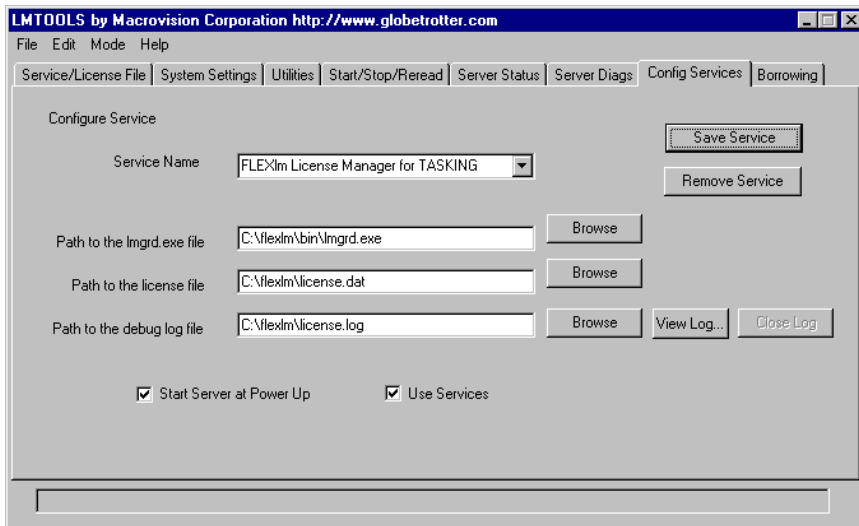 LMTOOLS by Macrovision Corporation http://www.globetrotter.com
File Edit Mode Help
Service/License File System Settings Utilities Start/Stop/Reread Server Status Server Diags Config Services Borrowing
Configure Service
Save Service
Service Name FLEXlm License Manager for TASKING
Remove Service
Path to the lmgrd.exe file C:\flexlm\bin\lmgrd.exe Browse
Path to the license file C:\flexlm\license.dat Browse
Path to the debug log file C:\flexlm\license.log Browse View Log... Close Log
Start Server at Power Up Use Services